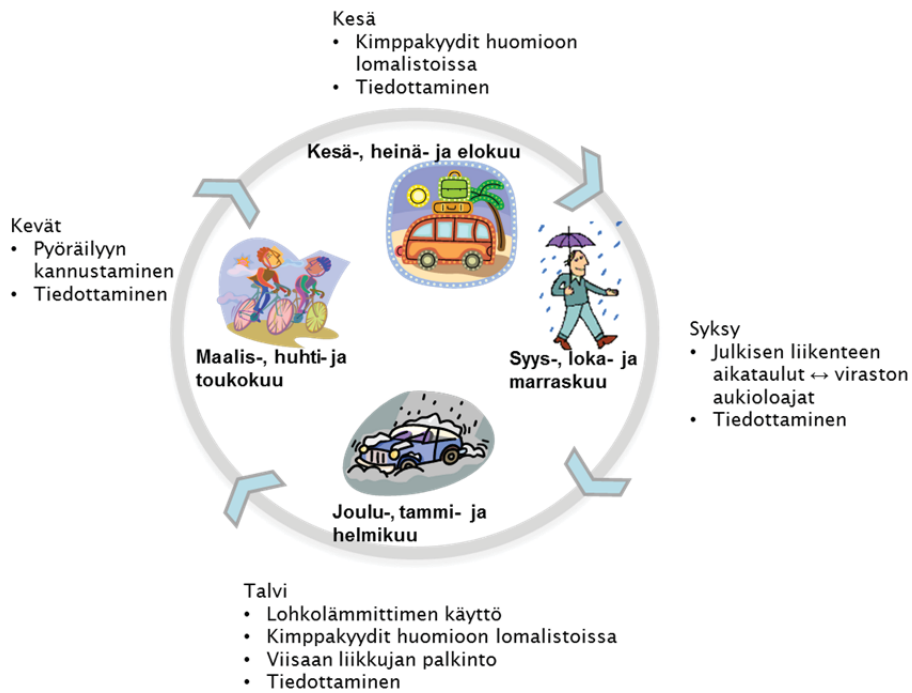 Kesä
• Kimppakyydit huomioon
lomalistoissa
• Tiedottaminen
Kesä-, heinä- ja elokuu
Kevät
• Pyöräilyyn
kannustaminen
• Tiedottaminen
Maalis-, huhti- ja
toukokuu
Syys-, loka- ja
marraskuu
Syksy
• Julkisen liikenteen
aikataulut ↔ viraston
aukioloajat
• Tiedottaminen
Joulu-, tammi- ja
helmikuu
Talvi
• Lohkolämmittimen käyttö
• Kimppakyydit huomioon lomalistoissa
• Viisaan liikkujan palkinto
• Tiedottaminen